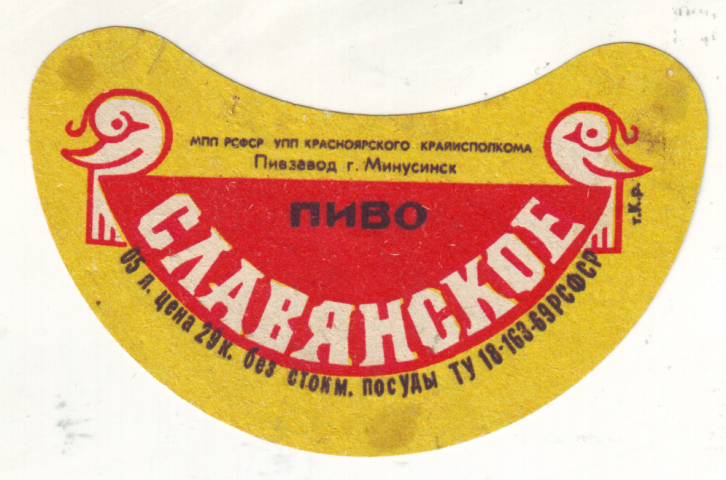 МПП РСФСР УПП КРАСНОЯРСКОГО КРАЙИСПОЛКОМА
Пивзавод г. Минусинск
ПИВО
СЛАВЯНСКОЕ
05 л. цена 29к. без стоим. посуды ТУ 18-163-69РСФСР
т.К.р.